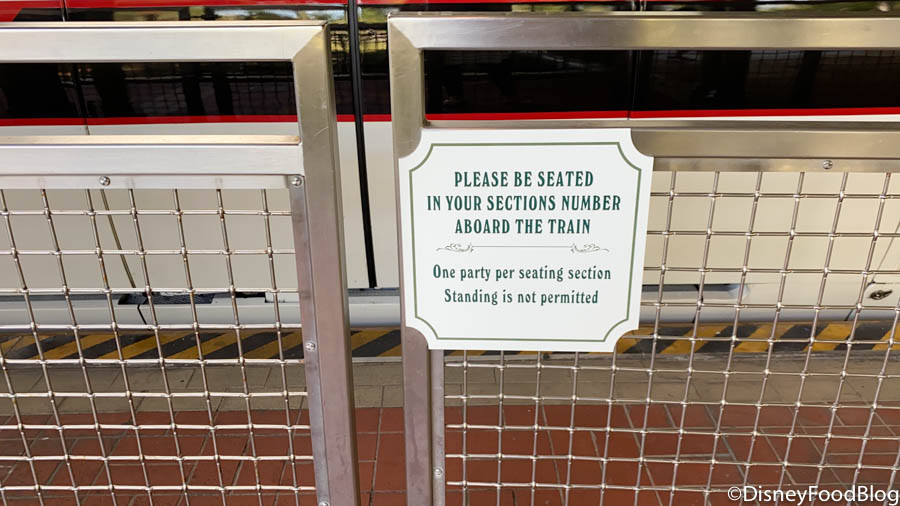 PLEASE BE SEATED
IN YOUR SECTIONS NUMBER
ABOARD THE TRAIN
One party per seating section
Standing is not permitted
©DisneyFoodBlog